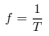 f = 1/T